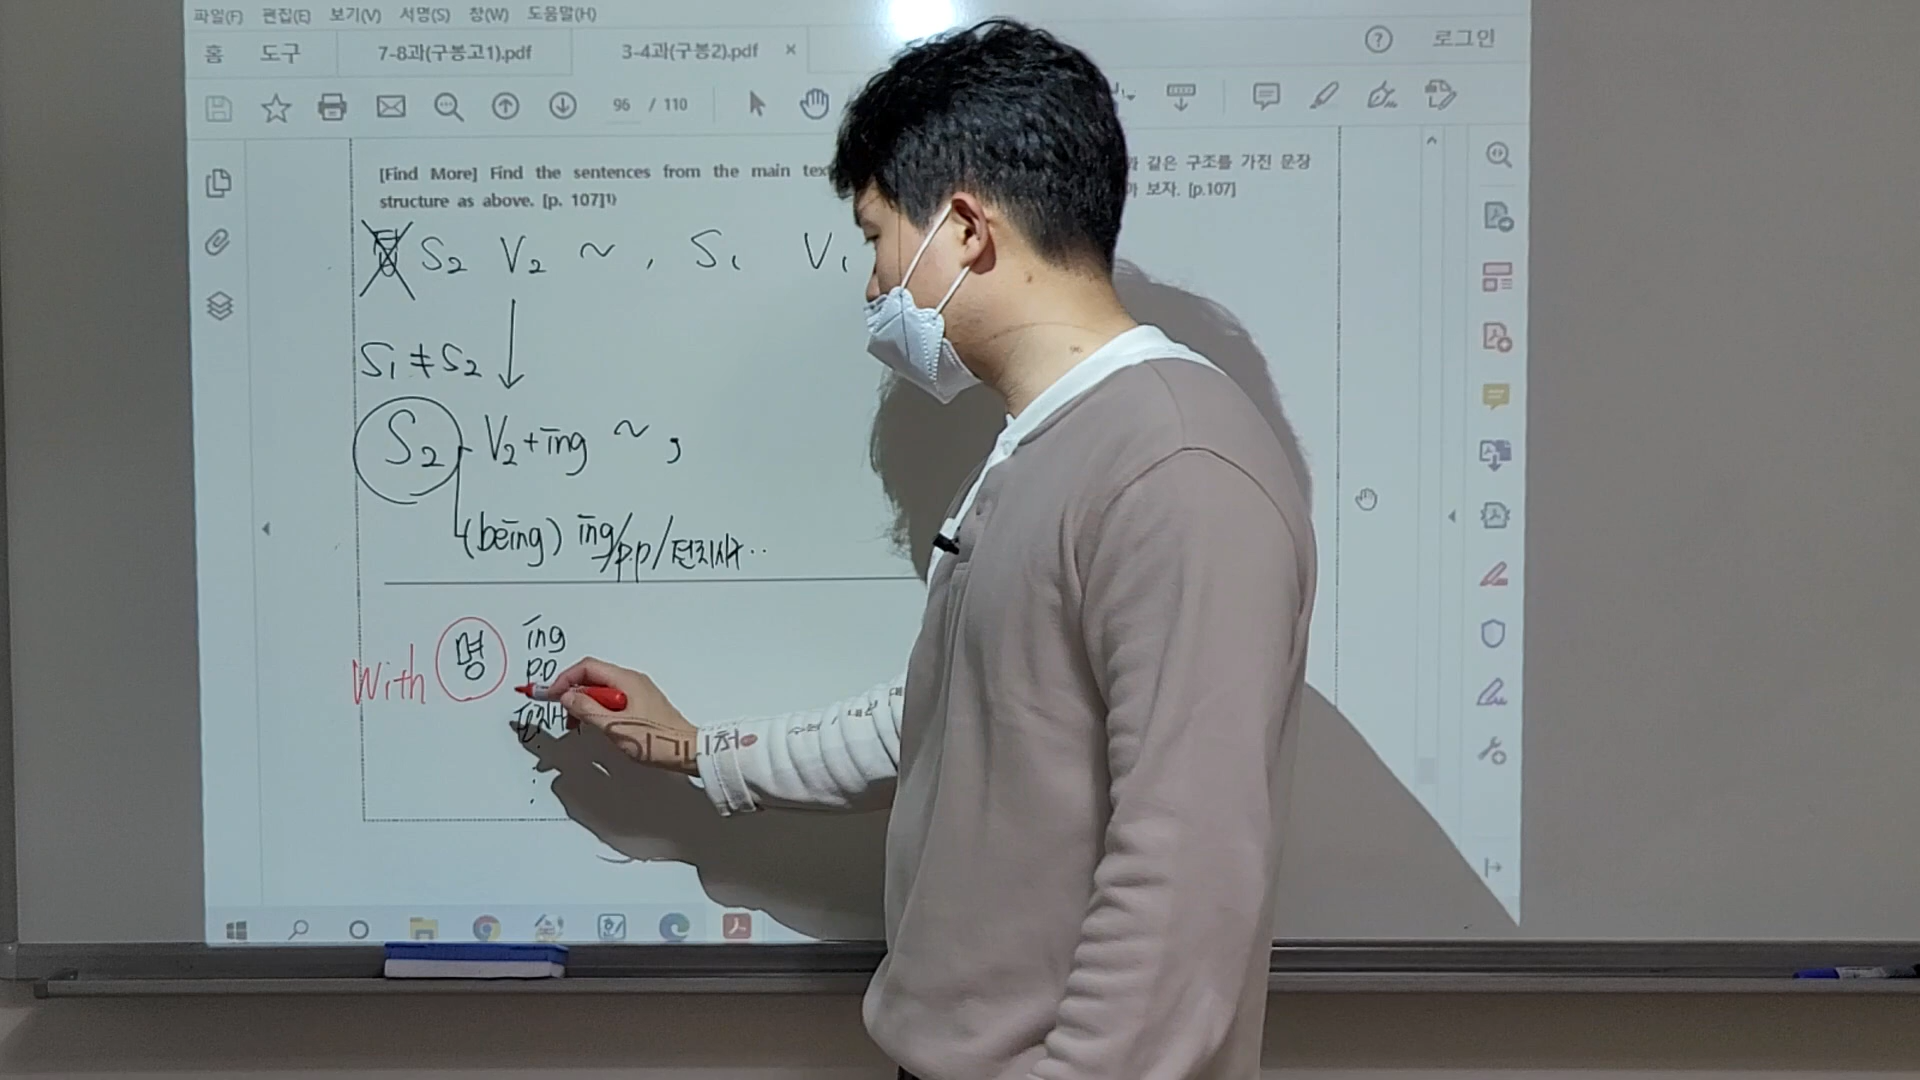 파일(F) 편집(E) 보기(V) 서명(S) 창(W) 도움말(H)
홈 도구 7-8과(구봉고1).pdf 3-4과(구봉2).pdf × ? 로그인
96 / 110
[Find More] Find the sentences from the main tex
같은 구조를 가진 문장
structure as above. [p. 107]1)
보자. [p.107]
S2 V2 ~ , S1 V1
S1 ≠ S2
S2 V2+ing ~ ,
(being) ing/p.p/전치사..
With 명 ing
p.p
전치사